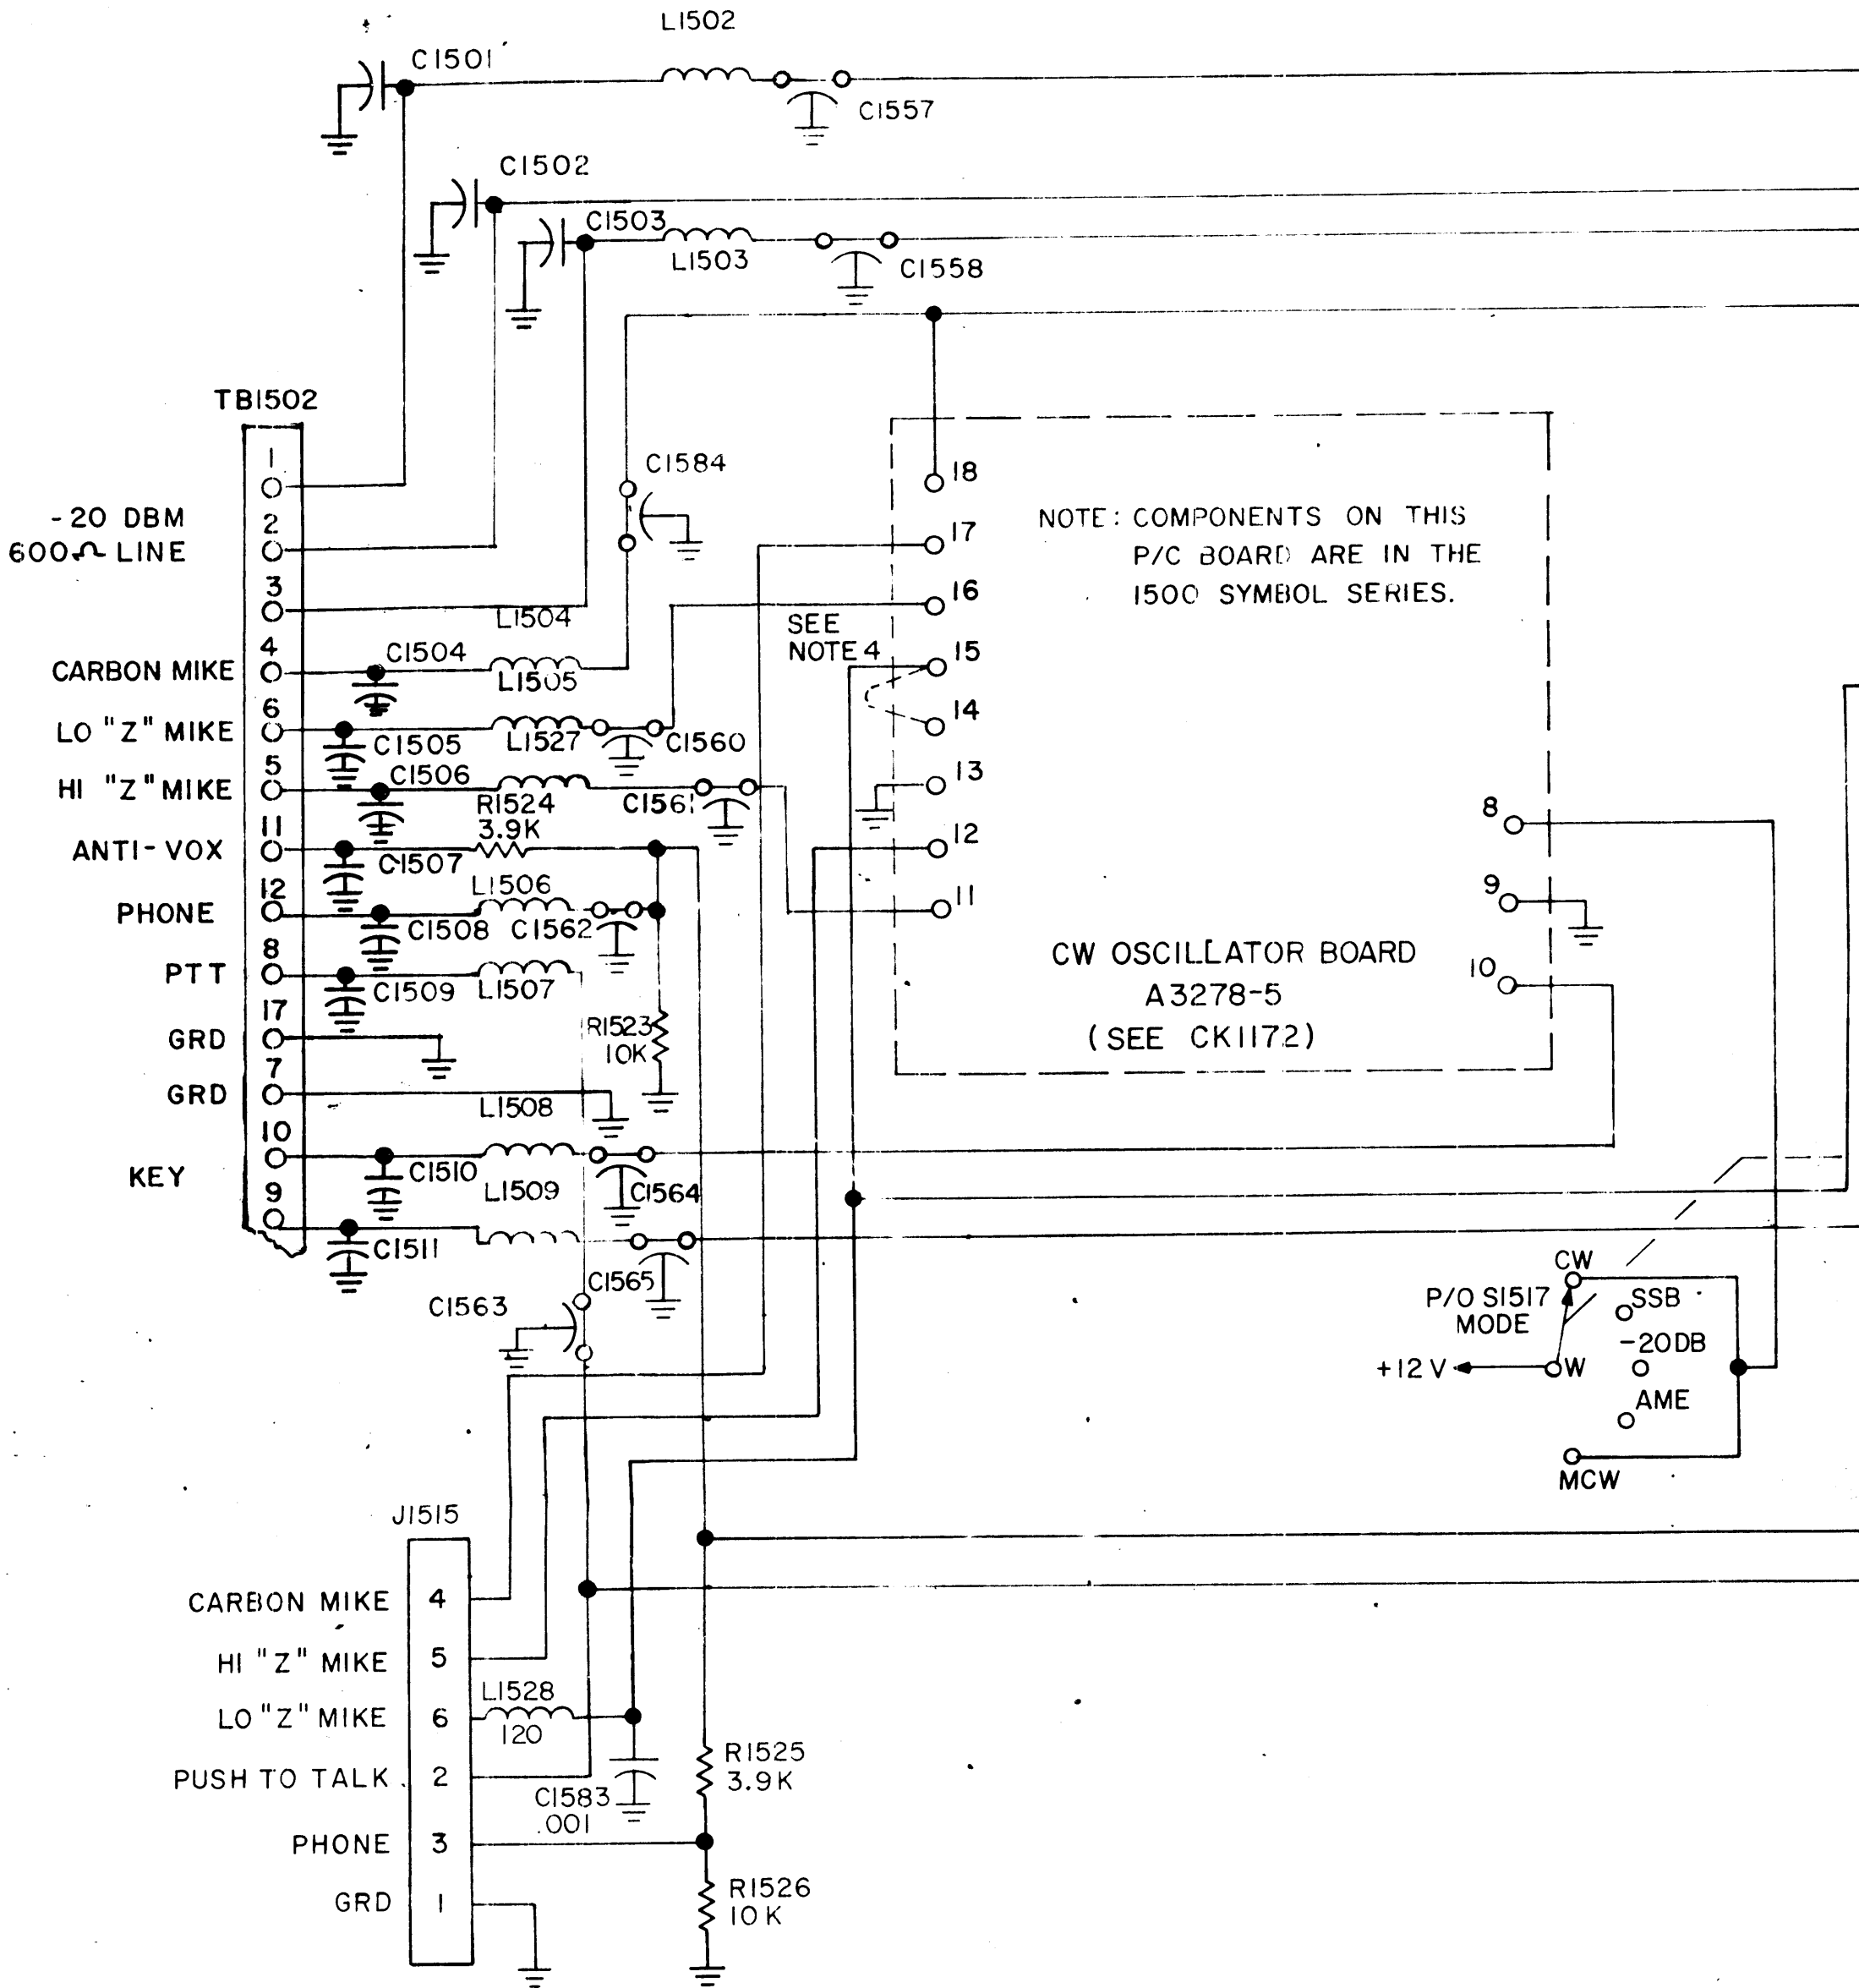 L1502
C1501
C1557
C1502
C1503
L1503
C1558
TB1502
1
-20 DBM
600Ω LINE
2
3
C1584
18
17
16
NOTE: COMPONENTS ON THIS
P/C BOARD ARE IN THE
1500 SYMBOL SERIES.
L1504
SEE
NOTE 4
CARBON MIKE
4
C1504
L1505
15
LO "Z" MIKE
6
C1505
L1527
C1560
14
HI "Z" MIKE
5
C1506
C1561
13
R1524
3.9K
ANTI-VOX
11
C1507
12
8
L1506
PHONE
12
C1508
C1562
11
9
PTT
8
C1509
L1507
CW OSCILLATOR BOARD
A3278-5
(SEE CK1172)
10
GRD
17
R1523
10K
GRD
7
L1508
KEY
10
C1510
L1509
C1564
9
C1511
C1565
C1563
CW
P/O S1517
MODE
SSB
-20DB
+12V
W
AME
MCW
J1515
CARBON MIKE
4
HI "Z" MIKE
5
L1528
LO "Z" MIKE
6
120
PUSH TO TALK
2
C1583
.001
R1525
3.9K
PHONE
3
GRD
1
R1526
10K